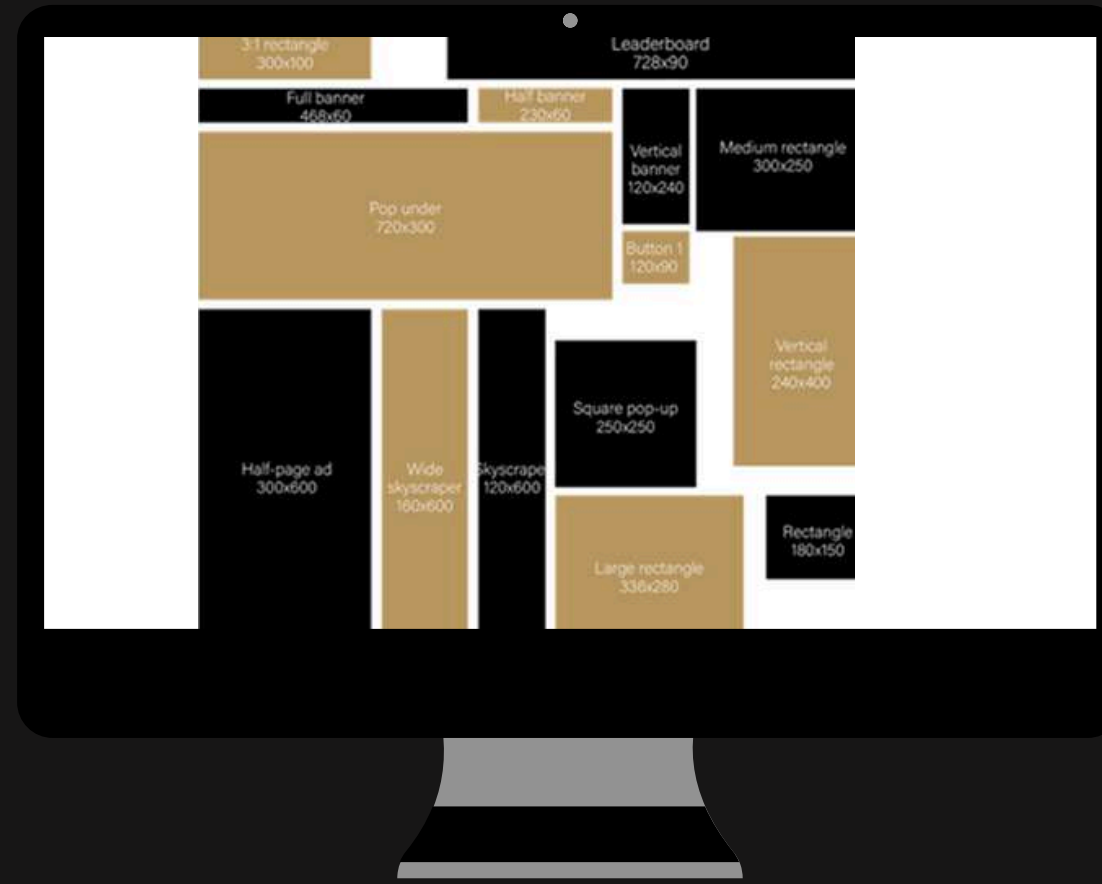 3:1 rectangle
300x100
Leaderboard
728x90
Full banner
468x60
Half banner
230x60
Vertical
banner
120x240
Medium rectangle
300x250
Pop under
720x300
Button 1
120x90
Vertical
rectangle
240x400
Square pop-up
250x250
Half-page ad
300x600
Wide
skyscraper
160x600
Skyscrape
120x600
Rectangle
180x150
Large rectangle
336x280